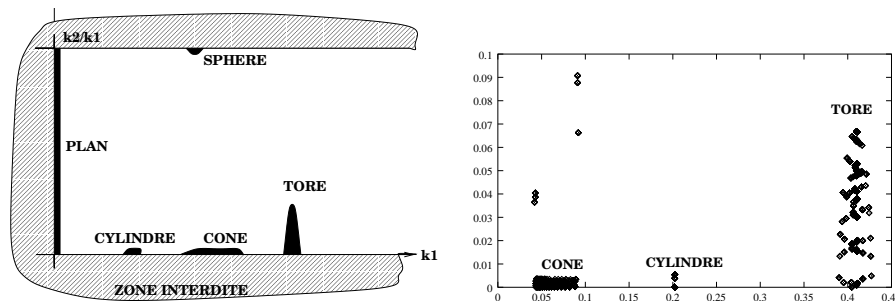 k2/k1
SPHERE
PLAN
TORE
CYLINDRE CONE
k1
ZONE INTERDITE
0.1
0.09
0.08
0.07
0.06
0.05
0.04
0.03
0.02
0.01
0
TORE
CONE CYLINDRE
0 0.05 0.1 0.15 0.2 0.25 0.3 0.35 0.4 0.45